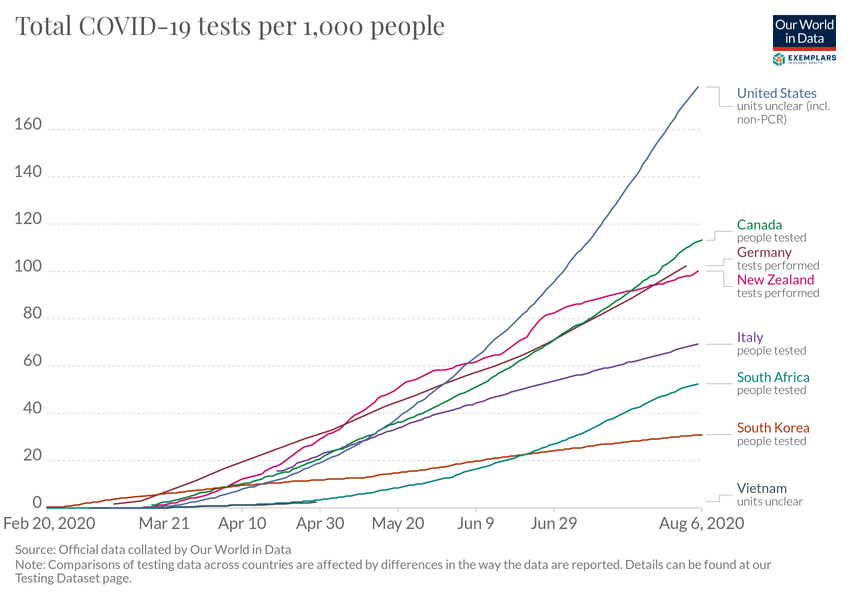 Total COVID-19 tests per 1,000 people
Our World
in Data
EXEMPLARS
IN GLOBAL HEALTH
United States
units unclear (incl.
non-PCR)
160
140
120
Canada
people tested
Germany
tests performed
100
New Zealand
tests performed
80
Italy
people tested
60
South Africa
people tested
40
South Korea
people tested
20
Vietnam
units unclear
0
Feb 20, 2020 Mar 21 Apr 10 Apr 30 May 20 Jun 9 Jun 29 Aug 6, 2020
Source: Official data collated by Our World in Data
Note: Comparisons of testing data across countries are affected by differences in the way the data are reported. Details can be found at our
Testing Dataset page.